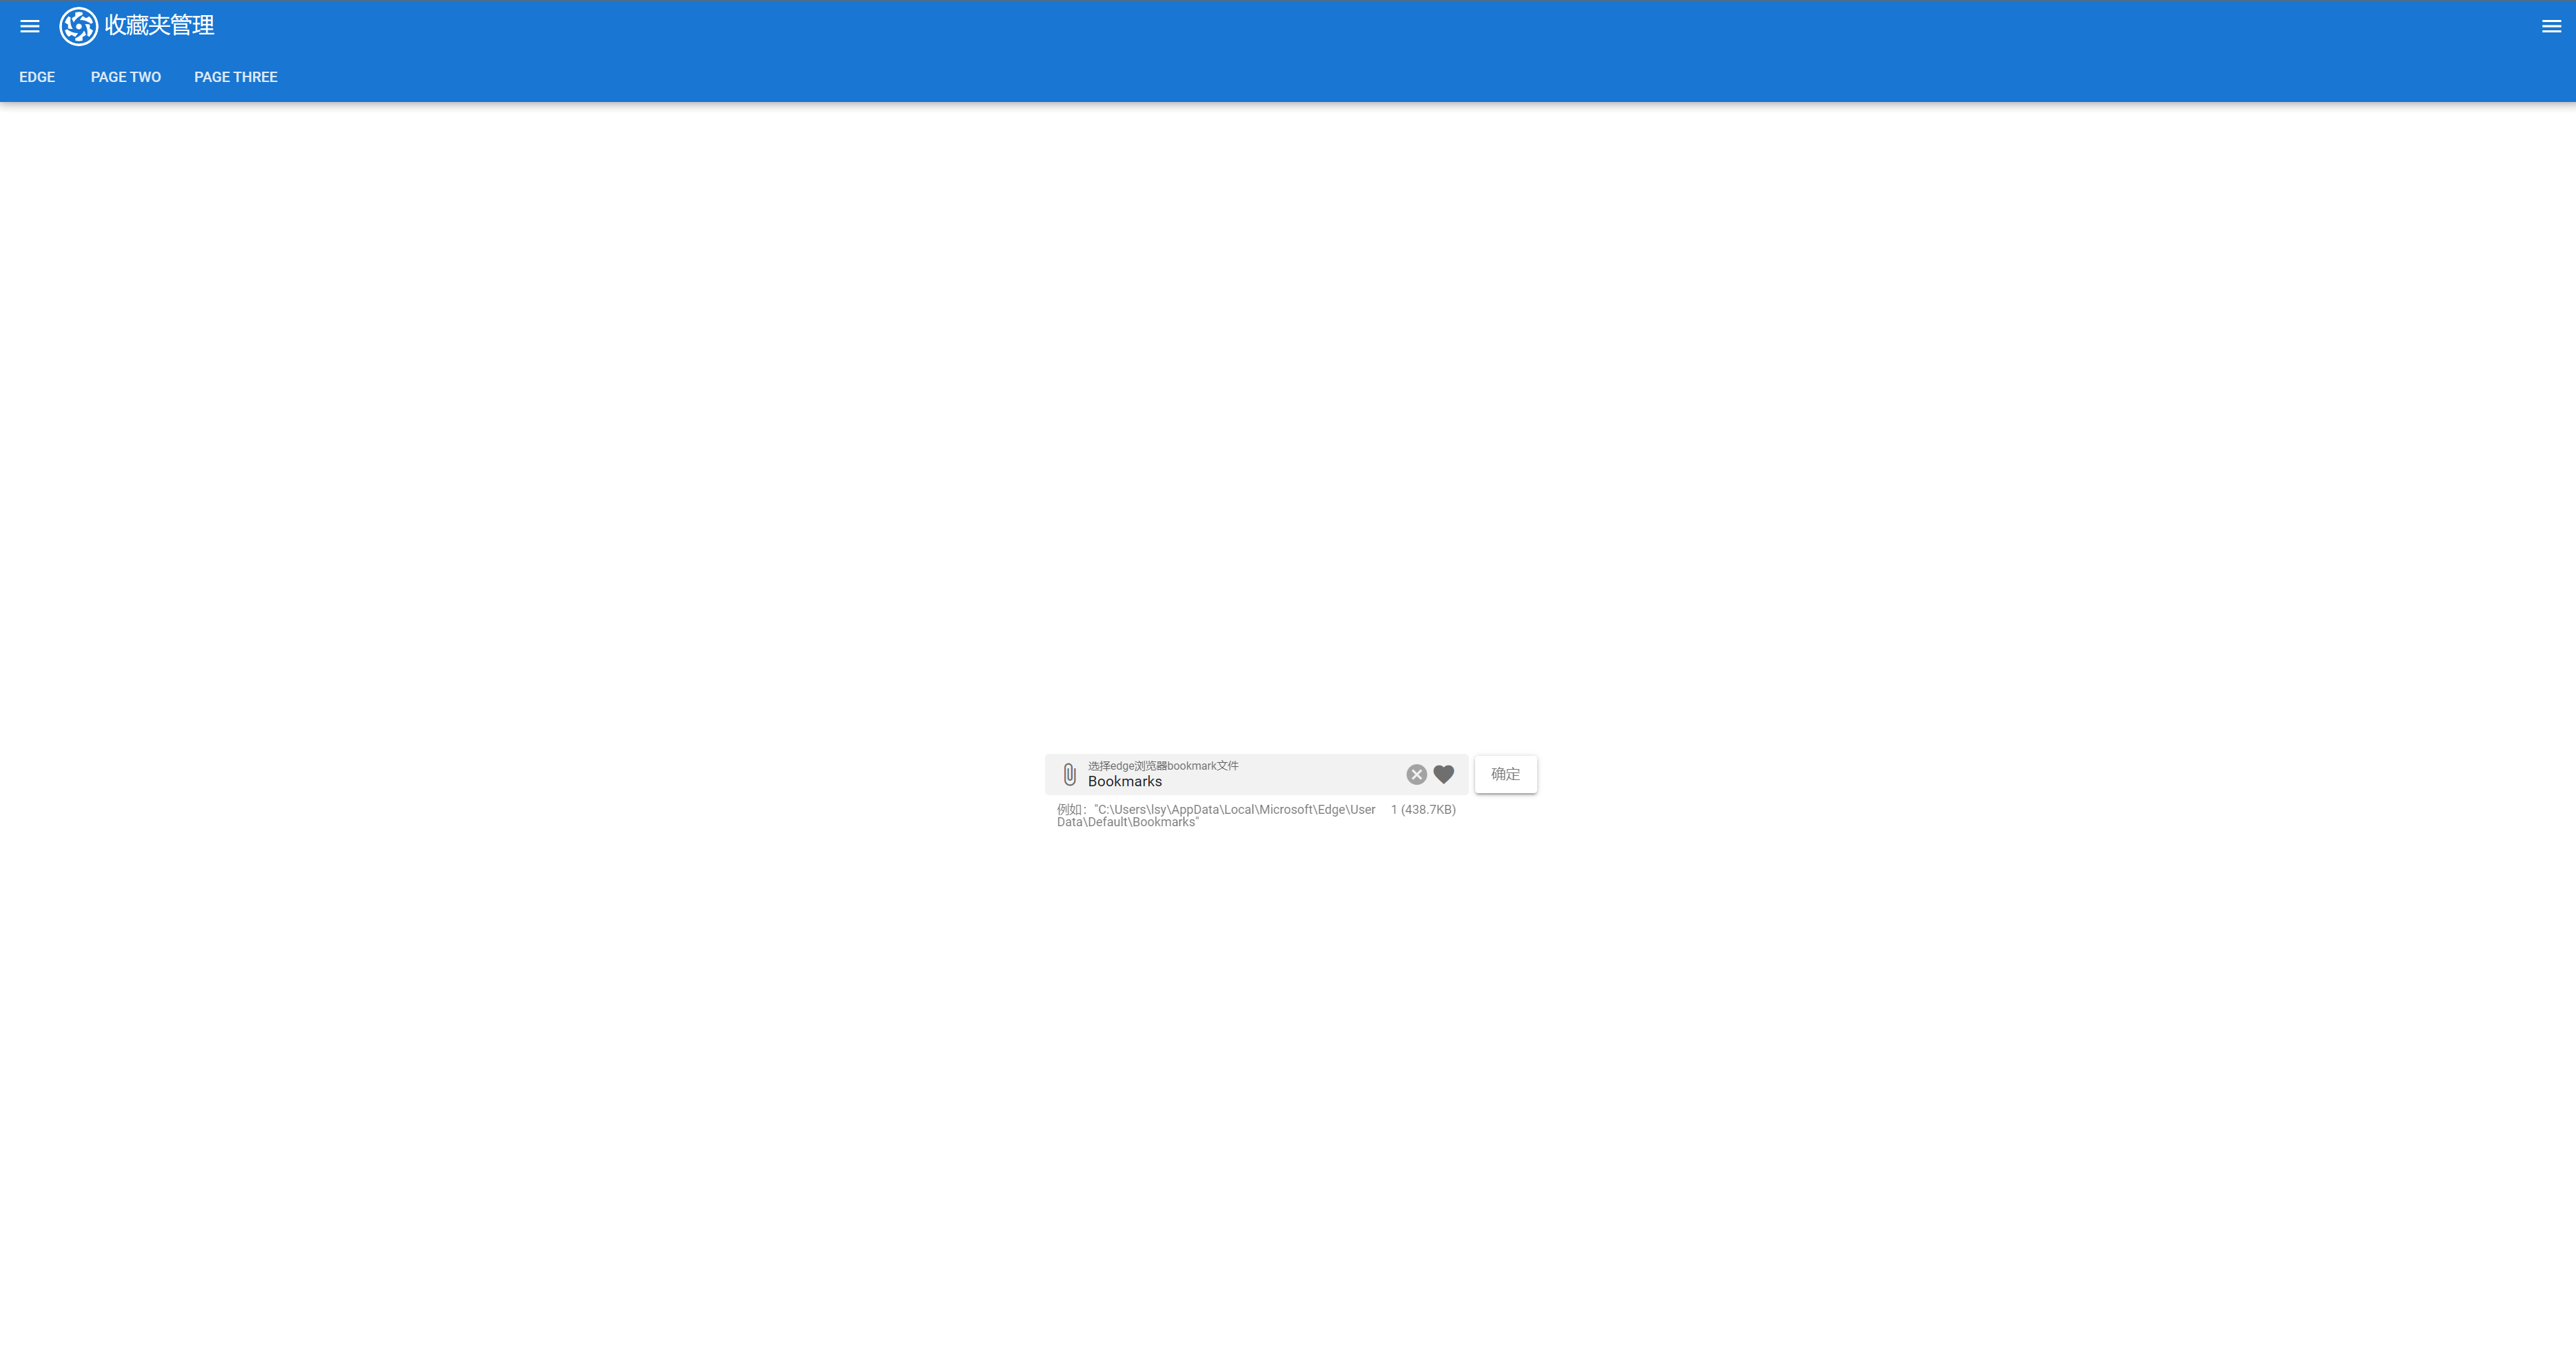 收藏夹管理
EDGE PAGE TWO PAGE THREE
选择edge浏览器bookmark文件
Bookmarks
确定
例如："C:\Users\lsy\AppData\Local\Microsoft\Edge\User 1 (438.7KB)
Data\Default\Bookmarks"